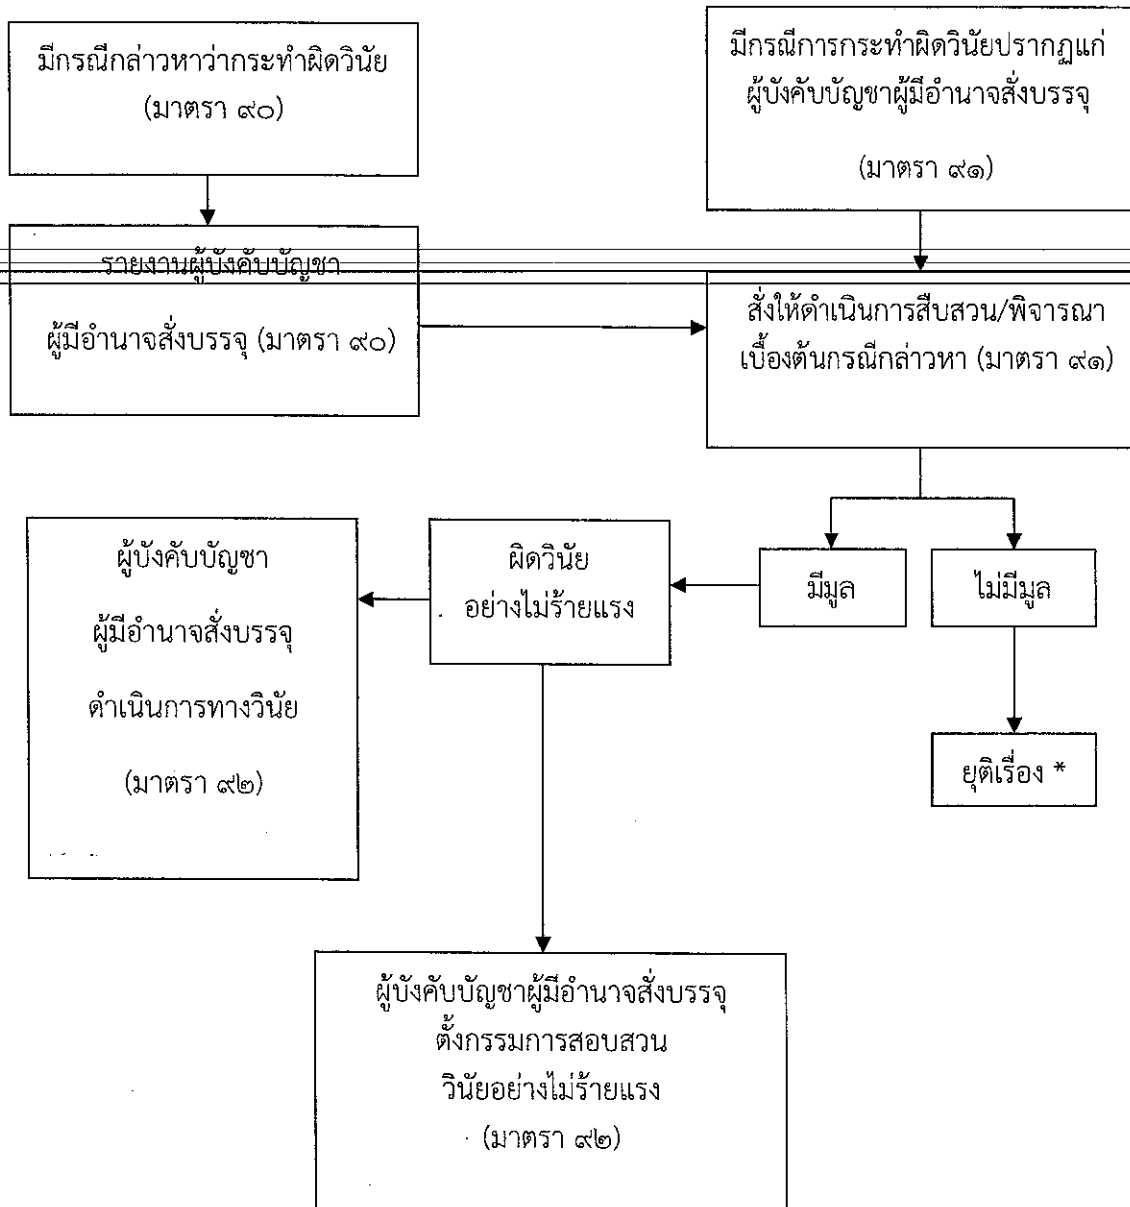 มีกรณีกล่าวหาว่ากระทำผิดวินัย
(มาตรา ๙๐)
มีกรณีการกระทำผิดวินัยปรากฏแก่
ผู้บังคับบัญชาผู้มีอำนาจสั่งบรรจุ
(มาตรา ๙๑)
รายงานผู้บังคับบัญชา
ผู้มีอำนาจสั่งบรรจุ (มาตรา ๙๐)
สั่งให้ดำเนินการสืบสวน/พิจารณา
เบื้องต้นกรณีกล่าวหา (มาตรา ๙๑)
ผู้บังคับบัญชา
ผู้มีอำนาจสั่งบรรจุ
ดำเนินการทางวินัย
(มาตรา ๙๒)
ผิดวินัย
อย่างไม่ร้ายแรง
มีมูล
ไม่มีมูล
ยุติเรื่อง *
ผู้บังคับบัญชาผู้มีอำนาจสั่งบรรจุ
ตั้งกรรมการสอบสวน
วินัยอย่างไม่ร้ายแรง
(มาตรา ๙๒)